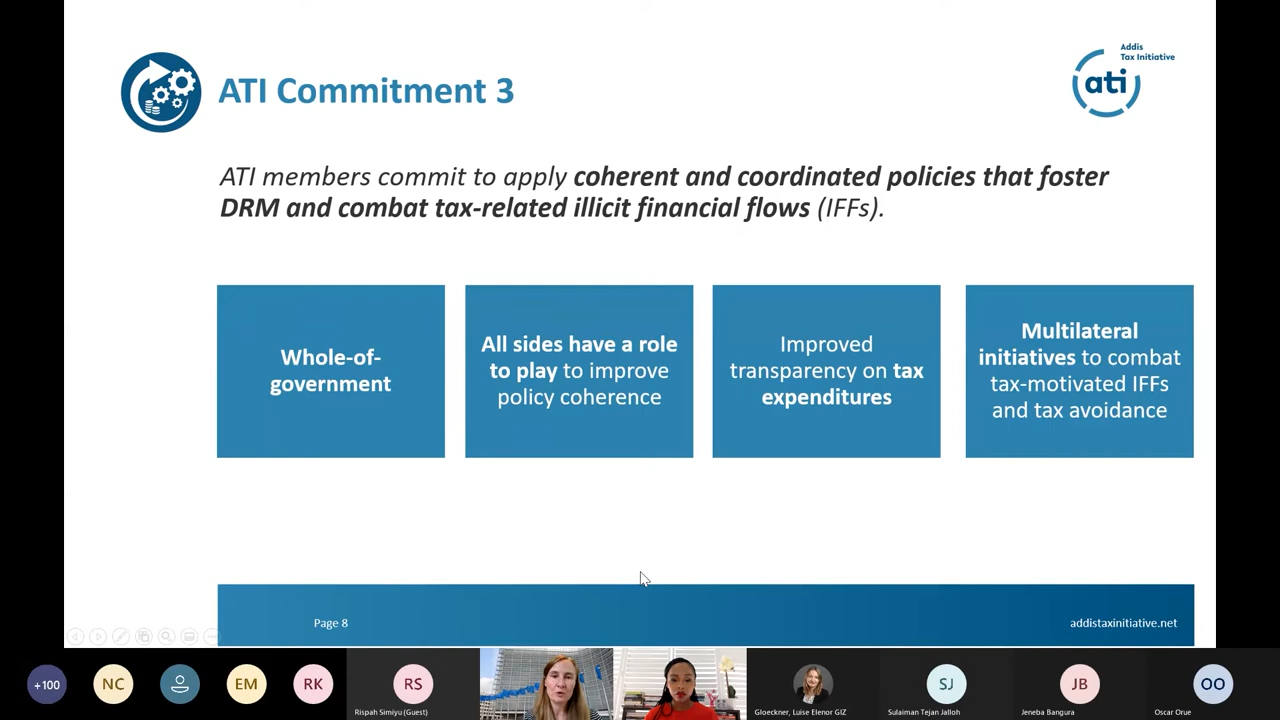 ATI Commitment 3
Addis
Tax Initiative
ati
ATI members commit to apply coherent and coordinated policies that foster
DRM and combat tax-related illicit financial flows (IFFs).
Whole-of-
government
All sides have a role
to play to improve
policy coherence
Improved
transparency on tax
expenditures
Multilateral
initiatives to combat
tax-motivated IFFs
and tax avoidance
Page 8
addistaxinitiative.net
+100
NC
EM
RK
RS
Rispah Simiyu (Guest)
Gloeckner, Luise Elenor GIZ
SJ
Sulaiman Tejan Jalloh
JB
Jeneba Bangura
OO
Oscar Orue